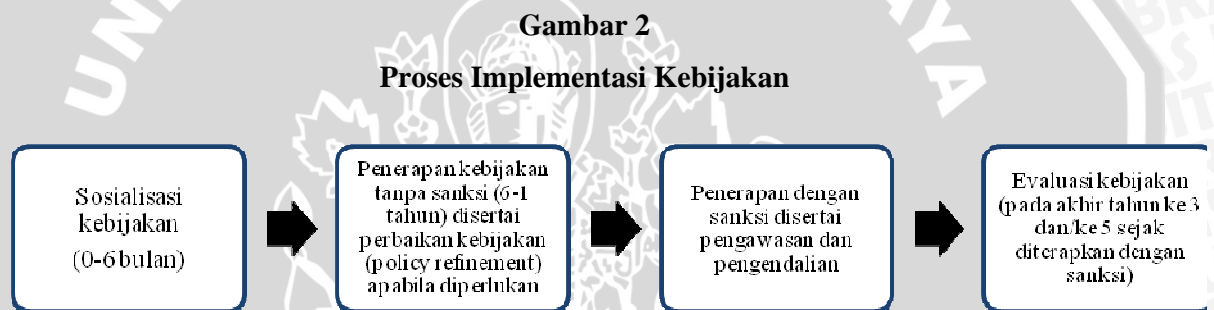 Gambar 2
Proses Implementasi Kebijakan
Sosialisasi
kebijakan
(0-6 bulan)
Penerapan kebijakan
tanpa sanksi (6-1
tahun) disertai
perbaikan kebijakan
(policy refinement)
apabila diperlukan
Penerapan dengan
sanksi disertai
pengawasan dan
pengendalian
Evaluasi kebijakan
(pada akhir tahun ke 3
dan/ke 5 sejak
diterapkan dengan
sanksi)